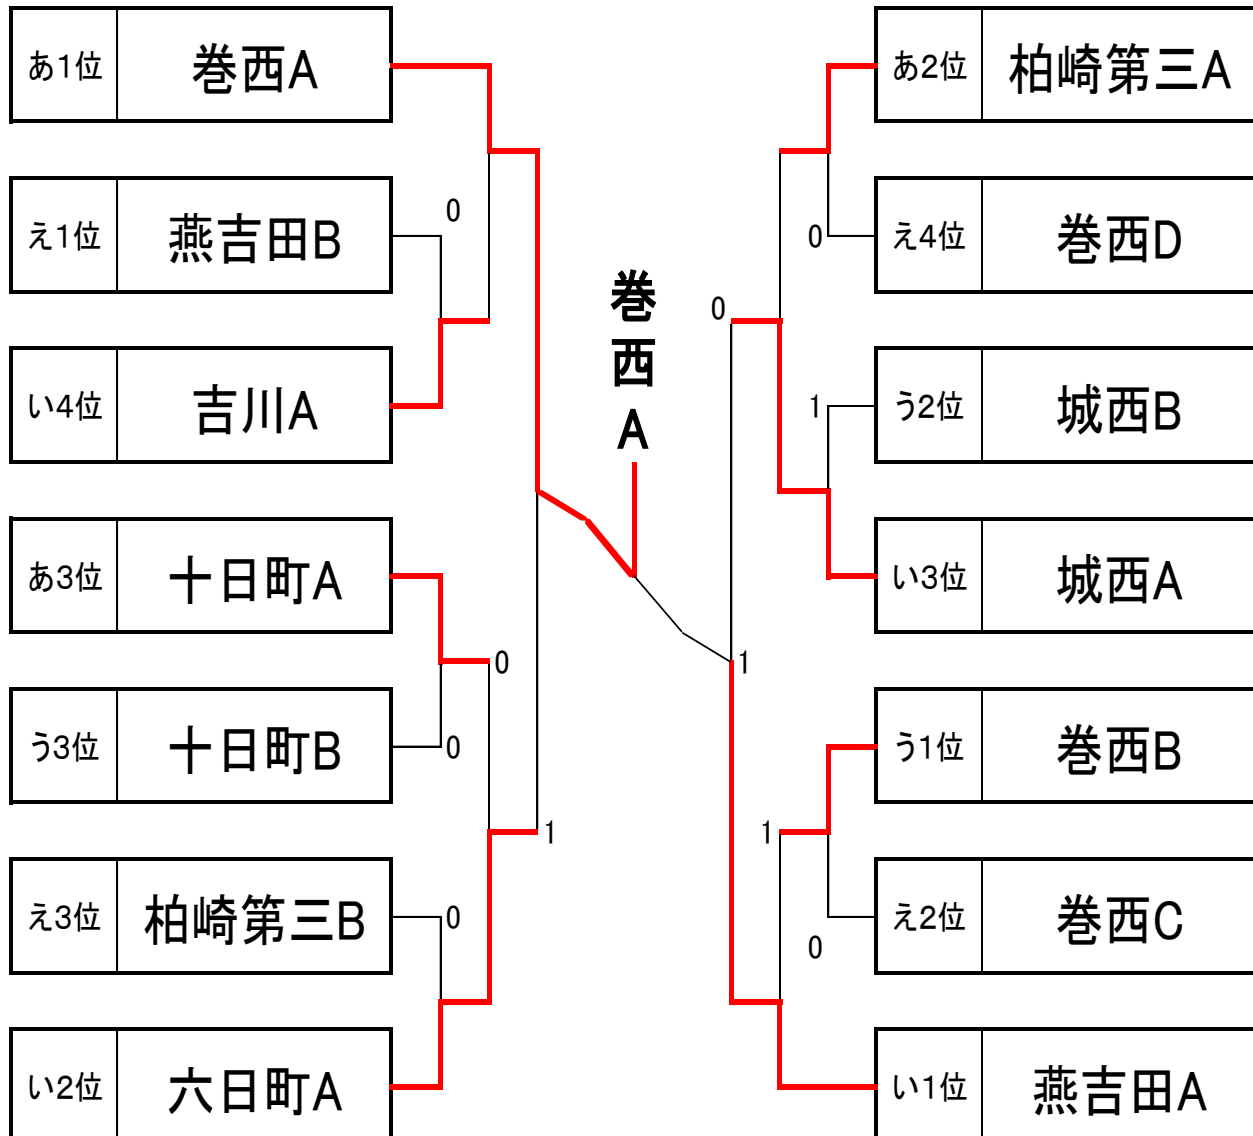 あ1位 巻西A
え1位 燕吉田B
0
い4位 吉川A
あ3位 十日町A
0
う3位 十日町B
0
1
え3位 柏崎第三B
0
い2位 六日町A
巻西A
あ2位 柏崎第三A
0
え4位 巻西D
0
1
う2位 城西B
い3位 城西A
1
う1位 巻西B
1
え2位 巻西C
0
い1位 燕吉田A